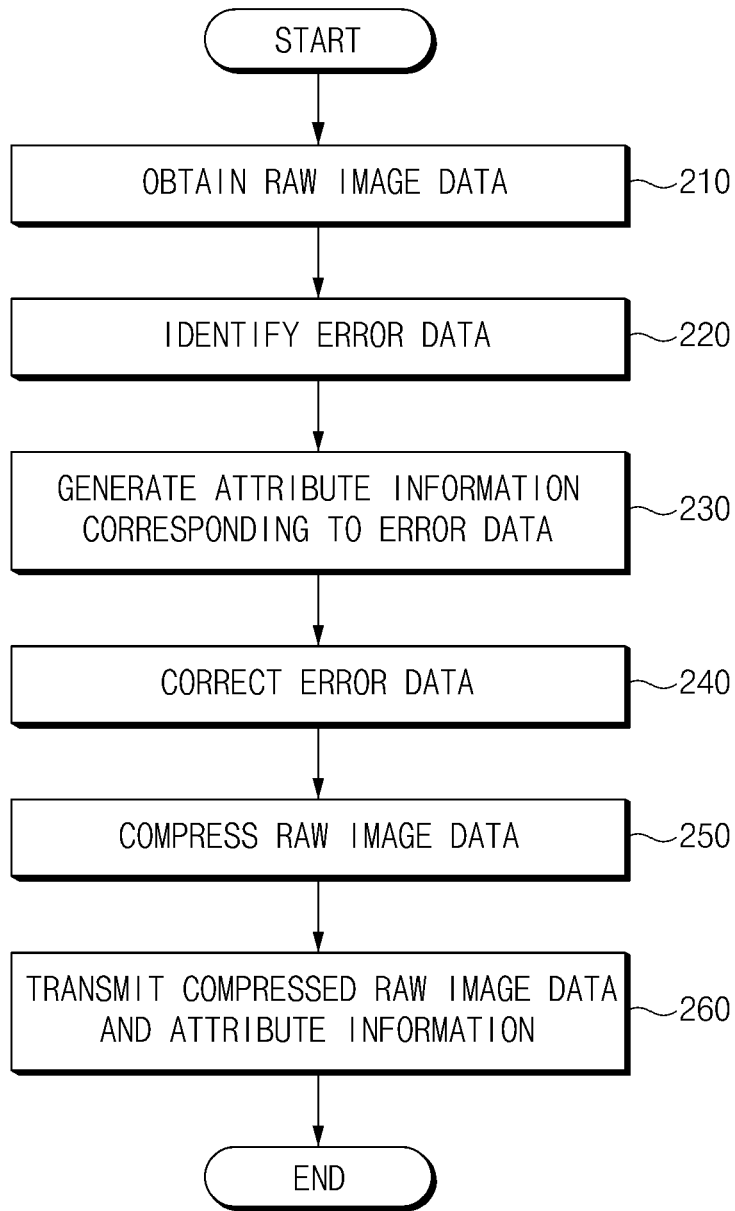 START
OBTAIN RAW IMAGE DATA
210
IDENTIFY ERROR DATA
220
GENERATE ATTRIBUTE INFORMATION
CORRESPONDING TO ERROR DATA
230
CORRECT ERROR DATA
240
COMPRESS RAW IMAGE DATA
250
TRANSMIT COMPRESSED RAW IMAGE DATA
AND ATTRIBUTE INFORMATION
260
END